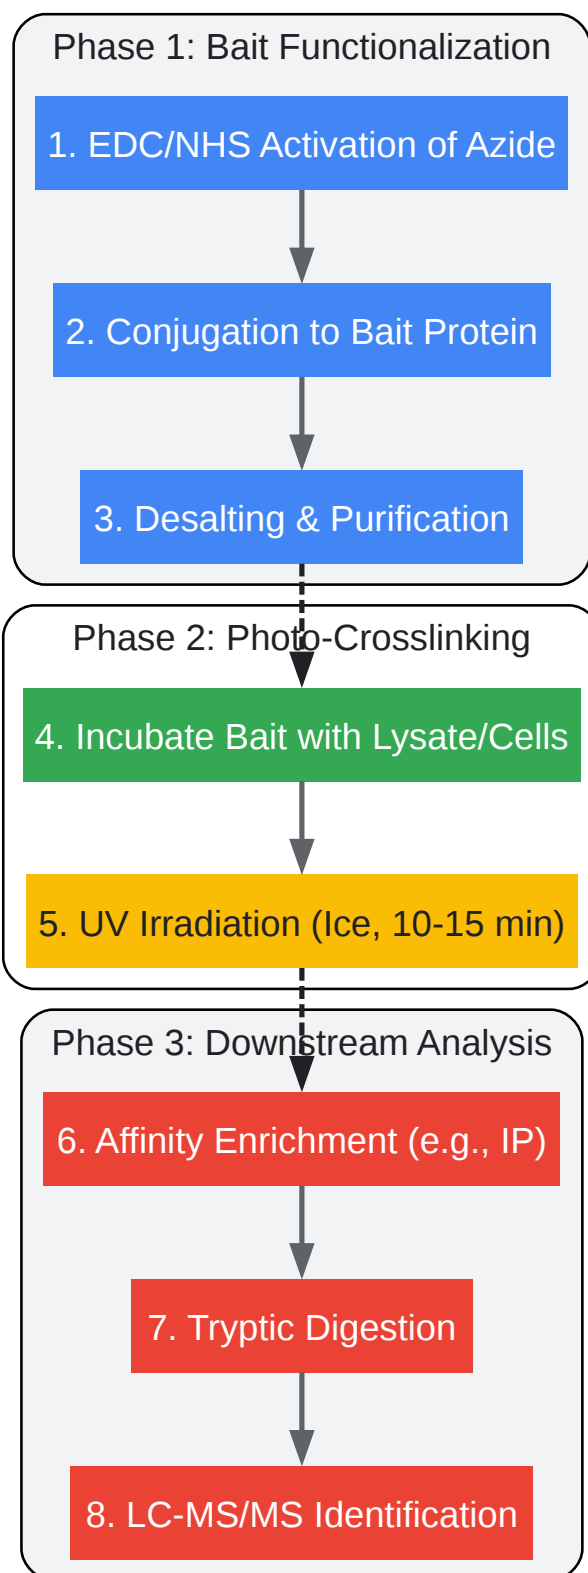 Phase 1: Bait Functionalization
1. EDC/NHS Activation of Azide
2. Conjugation to Bait Protein
3. Desalting & Purification
Phase 2: Photo-Crosslinking
4. Incubate Bait with Lysate/Cells
5. UV Irradiation (Ice, 10-15 min)
Phase 3: Downstream Analysis
6. Affinity Enrichment (e.g., IP)
7. Tryptic Digestion
8. LC-MS/MS Identification